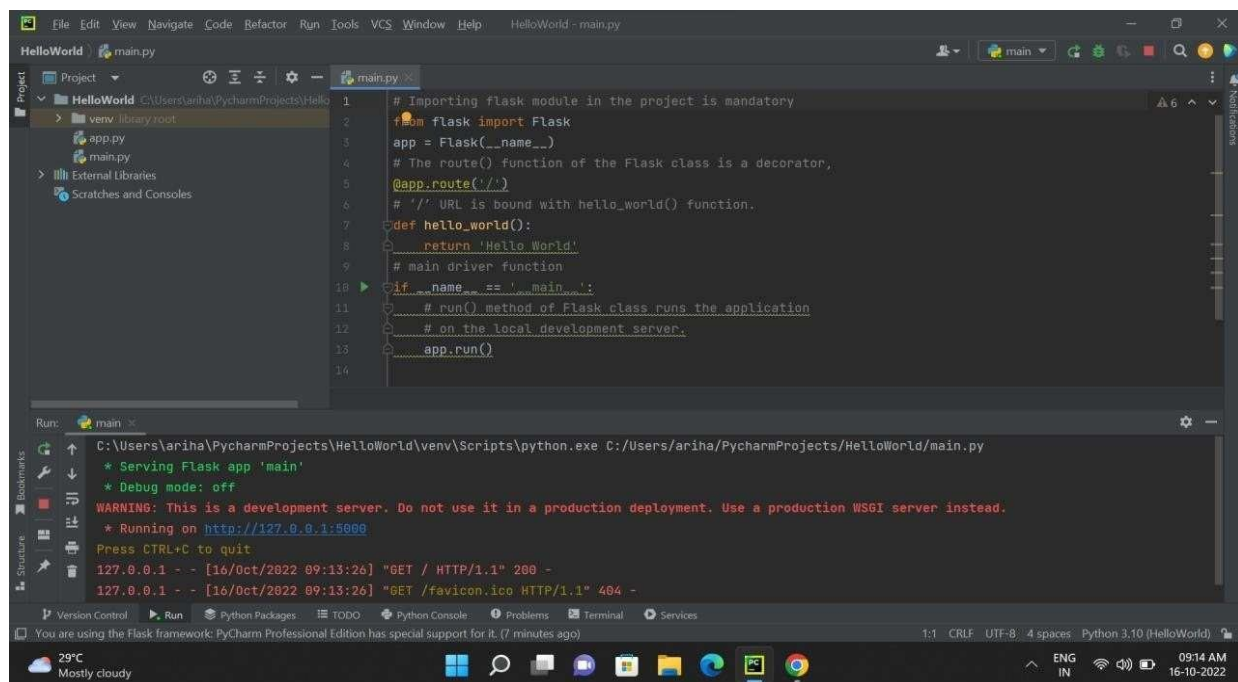 File Edit View Navigate Code Refactor Run Tools VCS Window Help HelloWorld - main.py
HelloWorld main.py
main
Project
Project
main.py
HelloWorld C:\Users\ariha\PycharmProjects\Hello
venv library root
app.py
main.py
External Libraries
Scratches and Consoles
6
Notifications
1 # Importing flask module in the project is mandatory
2 from flask import Flask
3 app = Flask(__name__)
4 # The route() function of the Flask class is a decorator,
5 @app.route('/')
6 # ‘/’ URL is bound with hello_world() function.
7 def hello_world():
8 return 'Hello World'
9 # main driver function
10 if __name__ == '__main__':
11 # run() method of Flask class runs the application
12 # on the local development server.
13 app.run()
14
Run: main
C:\Users\ariha\PycharmProjects\HelloWorld\venv\Scripts\python.exe C:/Users/ariha/PycharmProjects/HelloWorld/main.py
* Serving Flask app 'main'
* Debug mode: off
WARNING: This is a development server. Do not use it in a production deployment. Use a production WSGI server instead.
* Running on http://127.0.0.1:5000
Press CTRL+C to quit
127.0.0.1 - - [16/Oct/2022 09:13:26] "GET / HTTP/1.1" 200 -
127.0.0.1 - - [16/Oct/2022 09:13:26] "GET /favicon.ico HTTP/1.1" 404 -
Bookmarks
Structure
Version Control Run Python Packages TODO Python Console Problems Terminal Services
You are using the Flask framework: PyCharm Professional Edition has special support for it. (7 minutes ago) 1:1 CRLF UTF-8 4 spaces Python 3.10 (HelloWorld)
29°C
Mostly cloudy
PC
ENG
IN
09:14 AM
16-10-2022